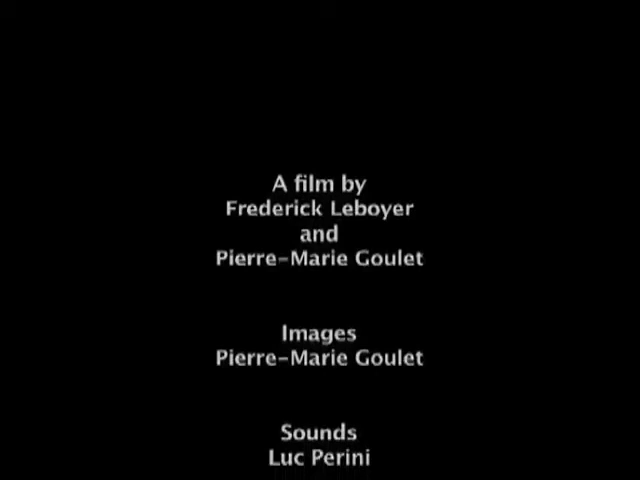 A film by
Frederick Leboyer
and
Pierre-Marie Goulet
Images
Pierre-Marie Goulet
Sounds
Luc Perini